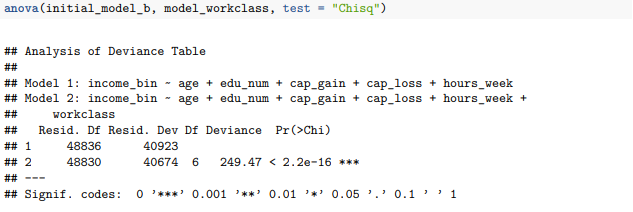 anova(initial_model_b, model_workclass, test = "Chisq")
## Analysis of Deviance Table
##
## Model 1: income_bin ~ age + edu_num + cap_gain + cap_loss + hours_week
## Model 2: income_bin ~ age + edu_num + cap_gain + cap_loss + hours_week +
##     workclass
##   Resid. Df Resid. Dev Df Deviance  Pr(>Chi)
## 1     48836      40923
## 2     48830      40674  6   249.47 < 2.2e-16 ***
## ---
## Signif. codes:  0 '***' 0.001 '**' 0.01 '*' 0.05 '.' 0.1 ' ' 1